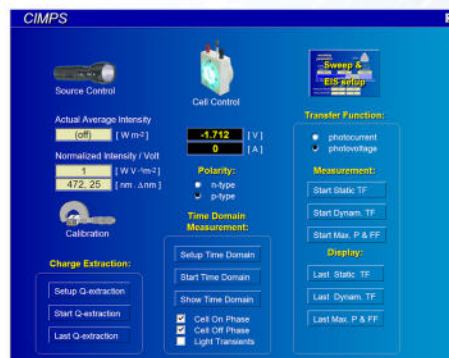 CIMPS
Source Control
Actual Average Intensity
(off) [ W m-2 ]
Normalized Intensity / Volt
1 [ W V-1m-2 ]
472, 25 [ nm . Δnm ]
Calibration
Charge Extraction:
Setup Q-extraction
Start Q-extraction
Last Q-extraction
Cell Control
-1.712 [ V ]
0 [ A ]
Polarity:
n-type
p-type
Time Domain
Measurement:
Setup Time Domain
Start Time Domain
Show Time Domain
Cell On Phase
Cell Off Phase
Light Transients
Sweep &
EIS setup
Transfer Function:
photocurrent
photovoltage
Measurement:
Start Static TF
Start Dynam. TF
Start Max. P & FF
Display:
Last Static TF
Last Dynam. TF
Last Max. P & FF